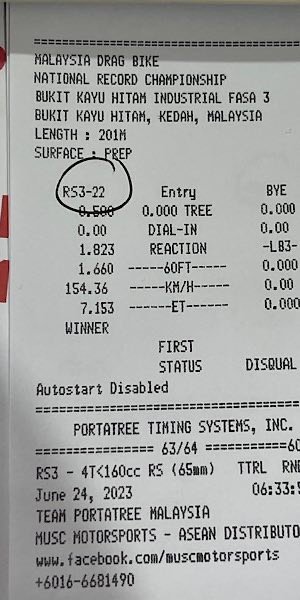 MALAYSIA DRAG BIKE
NATIONAL RECORD CHAMPIONSHIP
BUKIT KAYU HITAM INDUSTRIAL FASA 3
BUKIT KAYU HITAM, KEDAH, MALAYSIA
LENGTH : 201M
SURFACE : PREP
RS3-22 Entry BYE
0.500 0.000 TREE 0.000
0.00 DIAL-IN 0.00
1.823 REACTION -LB3-
1.660 ------60FT------ 0.000
154.36 ------KM/H------ 0.00
7.153 -------ET------- 0.000
WINNER
FIRST
STATUS DISQUAL
Autostart Disabled
PORTATREE TIMING SYSTEMS, INC.
================ 63/64 ================
RS3 - 4T<160cc RS (65mm) TTRL RND
June 24, 2023 06:33:5
TEAM PORTATREE MALAYSIA
MUSC MOTORSPORTS - ASEAN DISTRIBUTO
www.facebook.com/muscmotorsports
+6016-6681490